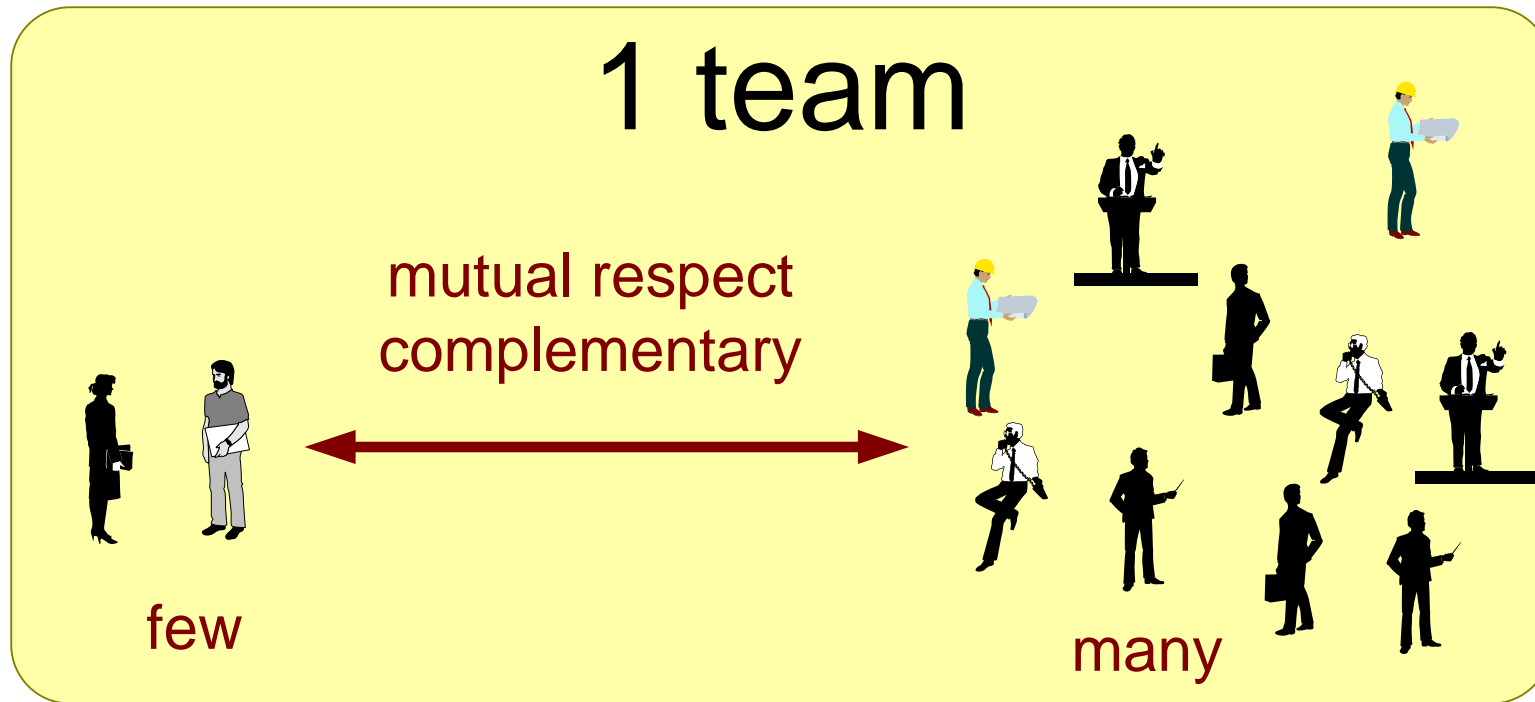 1 team
mutual respect
complementary
few
many